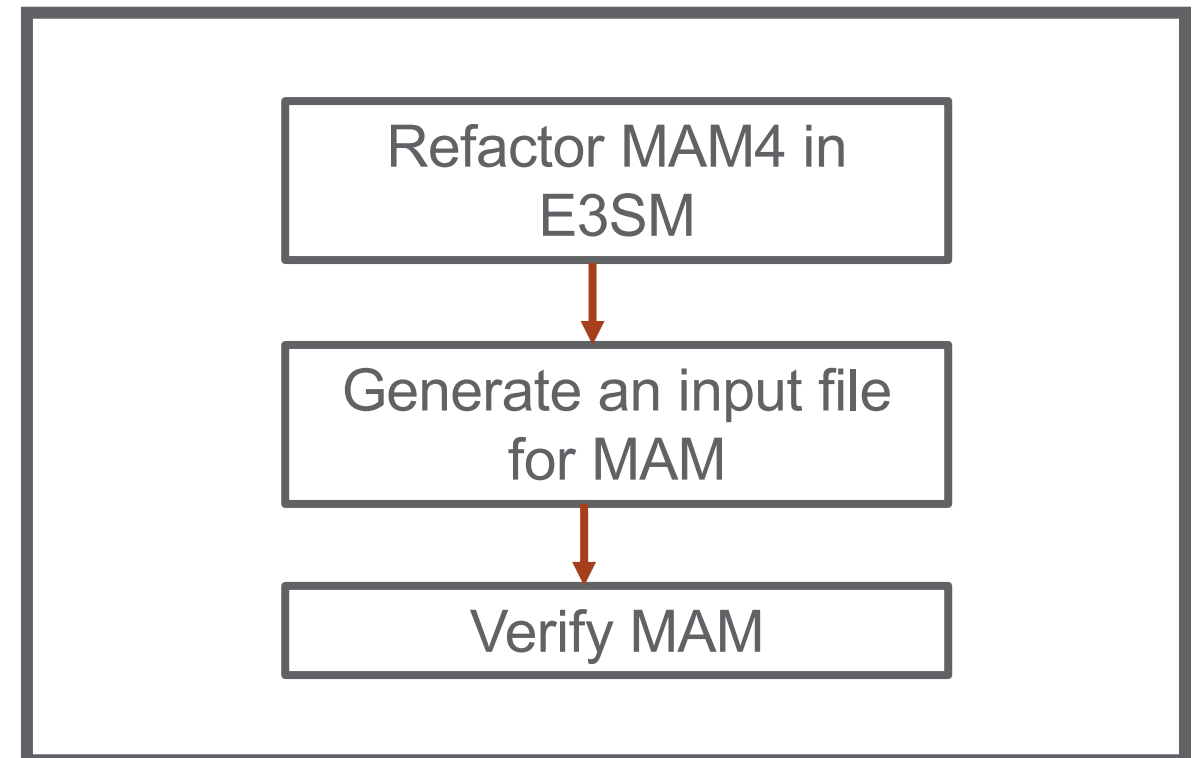 Refactor MAM4 in
E3SM
Generate an input file
for MAM
Verify MAM